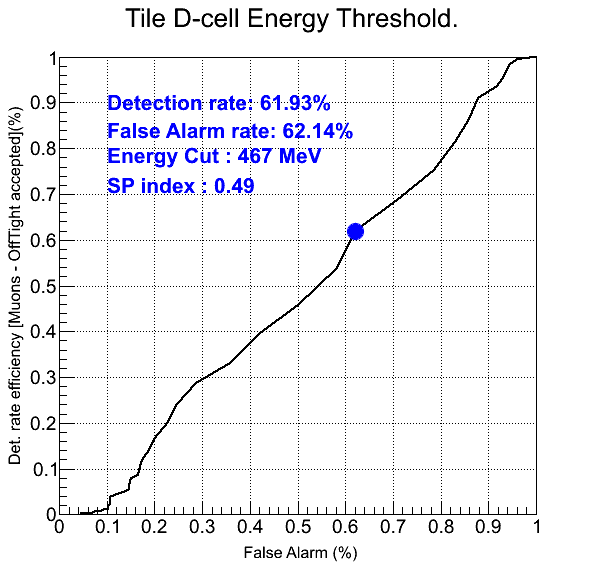 Tile D-cell Energy Threshold.
Detection rate: 61.93%
False Alarm rate: 62.14%
Energy Cut : 467 MeV
SP index : 0.49
Det. rate efficiency [Muons - OffTight accepted](%)
1
0.9
0.8
0.7
0.6
0.5
0.4
0.3
0.2
0.1
0
0 0.1 0.2 0.3 0.4 0.5 0.6 0.7 0.8 0.9 1
False Alarm (%)